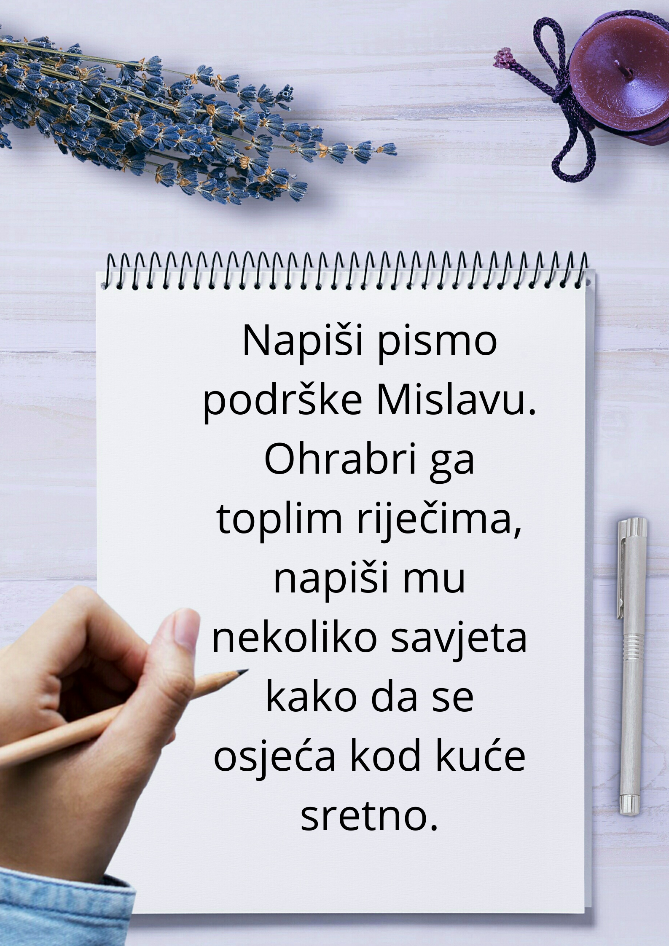 Napiši pismo
podrške Mislavu.
Ohrabri ga
toplim riječima,
napiši mu
nekoliko savjeta
kako da se
osjeća kod kuće
sretno.